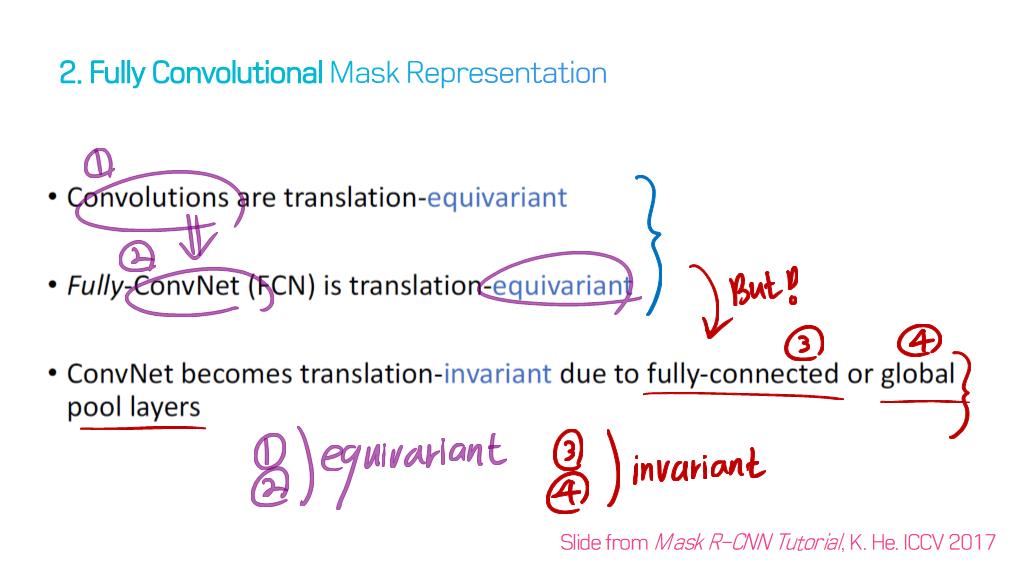 2. Fully Convolutional Mask Representation
①
• Convolutions are translation-equivariant
②
• Fully-ConvNet (FCN) is translation-equivariant
But!
③ ④
• ConvNet becomes translation-invariant due to fully-connected or global
pool layers
① ② ) equivariant
③ ④ ) invariant
Slide from Mask R-CNN Tutorial, K. He. ICCV 2017